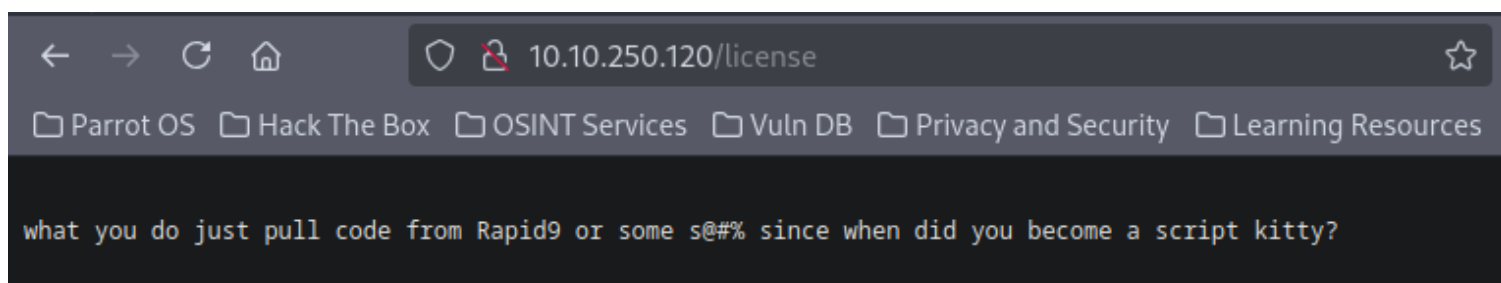 10.10.250.120/license
Parrot OS Hack The Box OSINT Services Vuln DB Privacy and Security Learning Resources
what you do just pull code from Rapid9 or some s@#% since when did you become a script kitty?